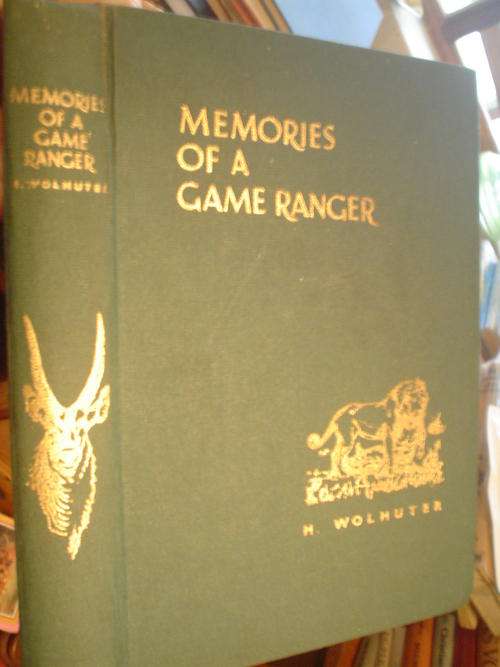 MEMORIES
OF A
GAME
RANGER
H. WOLHUTER
MEMORIES
OF A
GAME RANGER
H. WOLHUTER